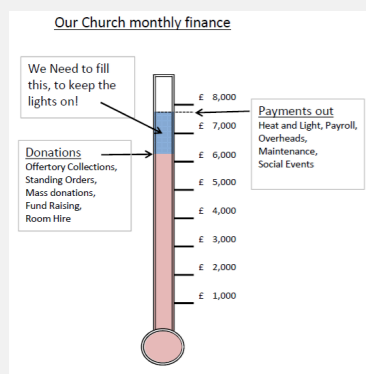 Our Church monthly finance
We Need to fill
this, to keep the
lights on!
Donations
Offertory Collections,
Standing Orders,
Mass donations,
Fund Raising,
Room Hire
£ 8,000
£ 7,000
£ 6,000
£ 5,000
£ 4,000
£ 3,000
£ 2,000
£ 1,000
Payments out
Heat and Light, Payroll,
Overheads,
Maintenance,
Social Events